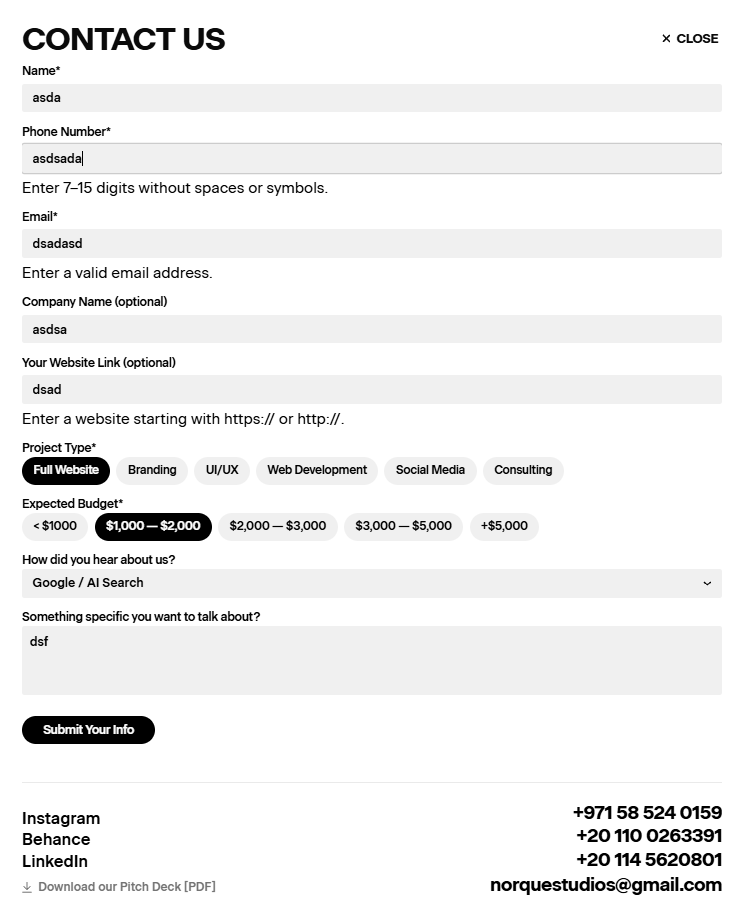 CONTACT US
× CLOSE
Name*
asda
Phone Number*
asdsada
Enter 7–15 digits without spaces or symbols.
Email*
dsadasd
Enter a valid email address.
Company Name (optional)
asdsa
Your Website Link (optional)
dsad
Enter a website starting with https:// or http://.
Project Type*
Full Website Branding UI/UX Web Development Social Media Consulting
Expected Budget*
< $1000 $1,000 — $2,000 $2,000 — $3,000 $3,000 — $5,000 +$5,000
How did you hear about us?
Google / AI Search
Something specific you want to talk about?
dsf
Submit Your Info
Instagram
Behance
LinkedIn
Download our Pitch Deck [PDF]
+971 58 524 0159
+20 110 0263391
+20 114 5620801
norquestudios@gmail.com